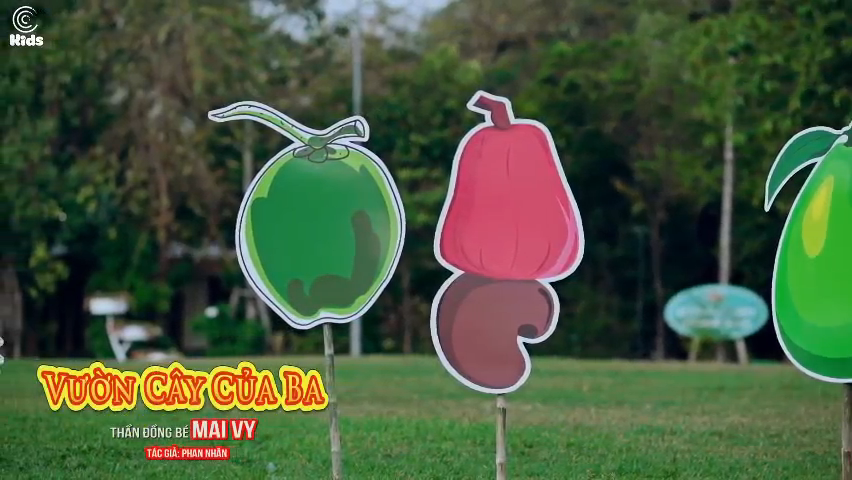 Kids
VƯỜN CÂY CỦA BA
THẦN ĐỒNG BÉ MAI VY
TÁC GIẢ: PHAN NHÂN